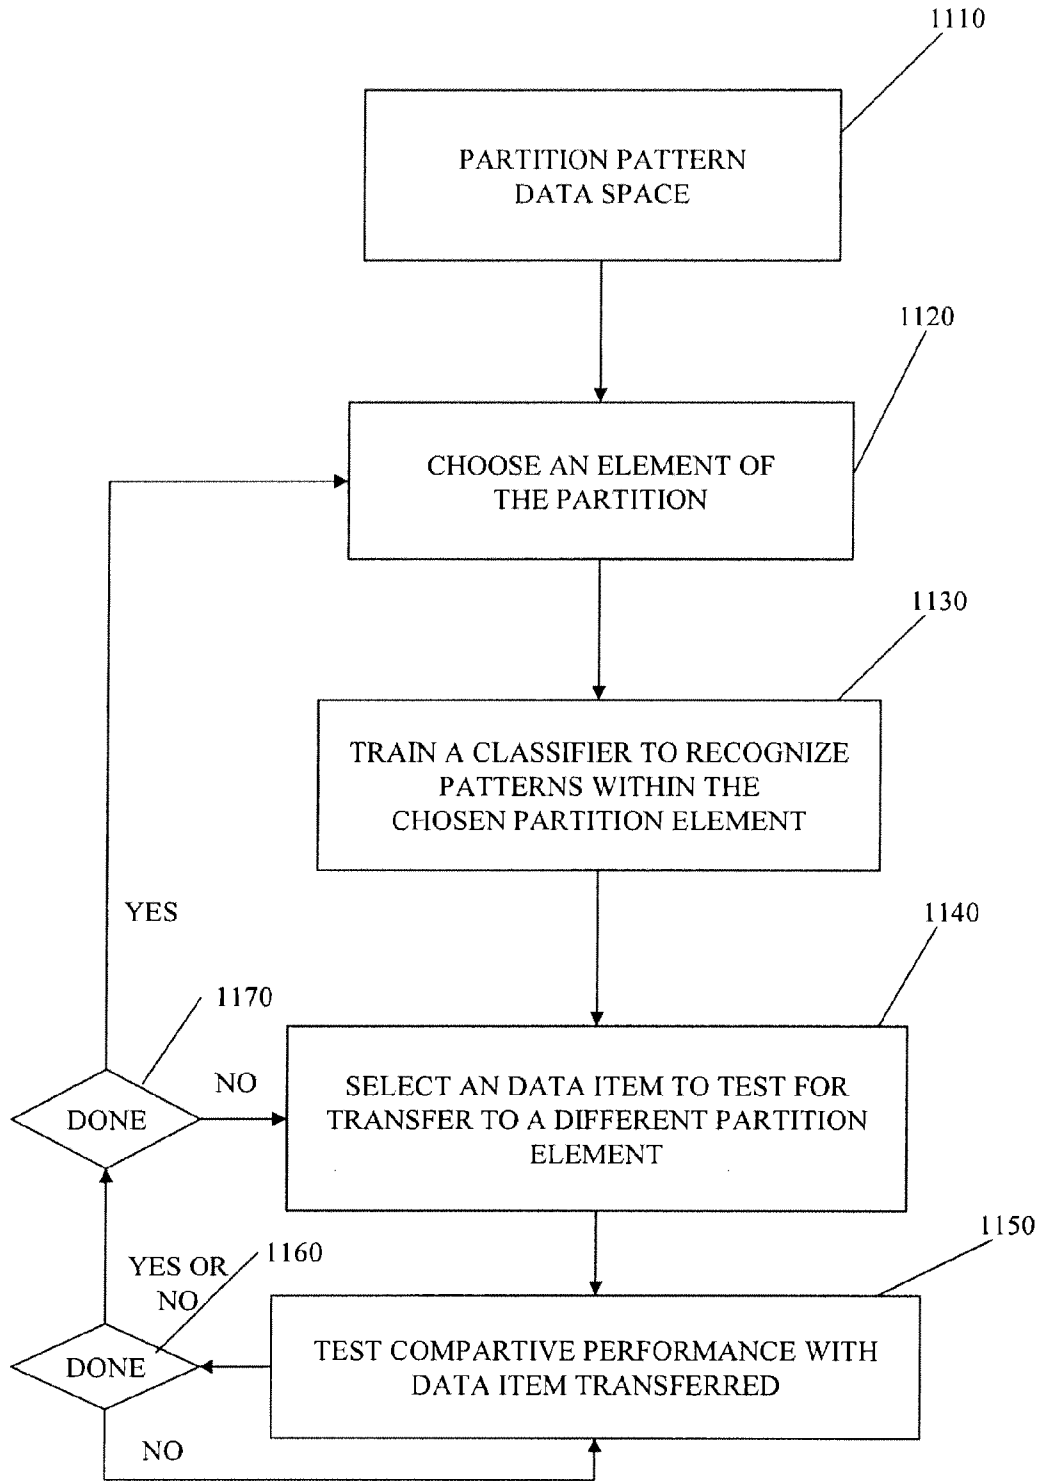 1110
PARTITION PATTERN
DATA SPACE
1120
CHOOSE AN ELEMENT OF
THE PARTITION
1130
TRAIN A CLASSIFIER TO RECOGNIZE
PATTERNS WITHIN THE
CHOSEN PARTITION ELEMENT
YES
1140
1170
NO
DONE
SELECT AN DATA ITEM TO TEST FOR
TRANSFER TO A DIFFERENT PARTITION
ELEMENT
1150
1160
YES OR
NO
DONE
TEST COMPARTIVE PERFORMANCE WITH
DATA ITEM TRANSFERRED
NO